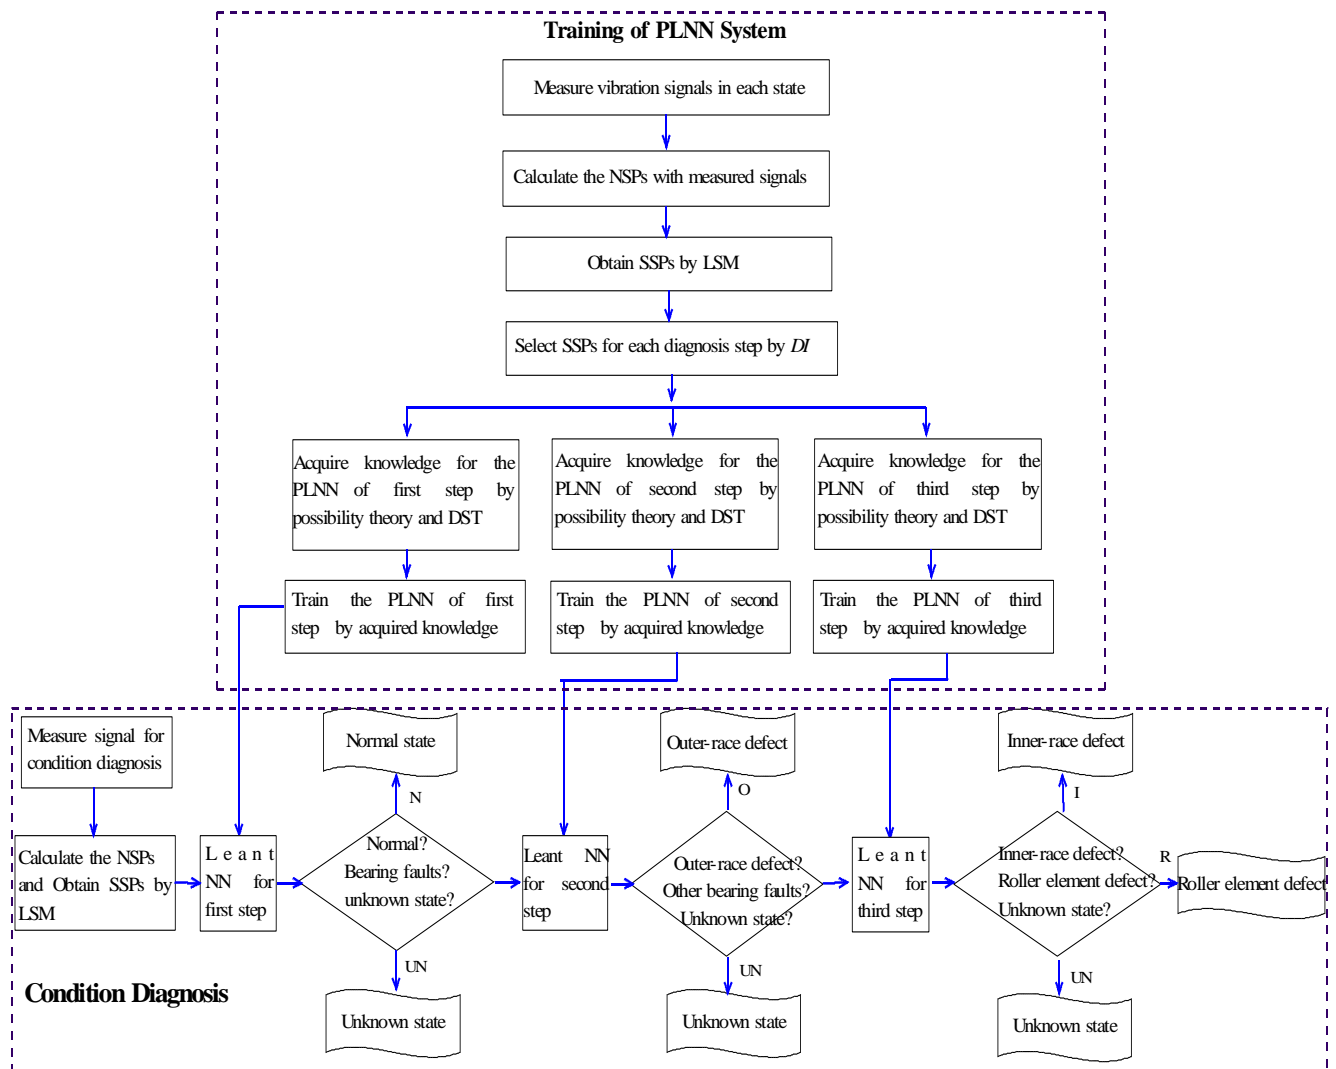 Training of PLNN System
Measure vibration signals in each state
Calculate the NSPs with measured signals
Obtain SSPs by LSM
Select SSPs for each diagnosis step by DI
Acquire knowledge for the
PLNN of first step by
possibility theory and DST
Acquire knowledge for the
PLNN of second step by
possibility theory and DST
Acquire knowledge for the
PLNN of third step by
possibility theory and DST
Train the PLNN of first
step by acquired knowledge
Train the PLNN of second
step by acquired knowledge
Train the PLNN of third
step by acquired knowledge
Measure signal for
condition diagnosis
Normal state
Outer-race defect
Inner-race defect
N
O
I
Calculate the NSPs
and Obtain SSPs by
LSM
Leant
NN for
first step
Normal?
Bearing faults?
unknown state?
Leant NN
for second
step
Outer-race defect?
Other bearing faults?
Unknown state?
Leant
NN for
third step
Inner-race defect?
Roller element defect?
Unknown state?
R
Roller element defect
UN
UN
UN
Condition Diagnosis
Unknown state
Unknown state
Unknown state